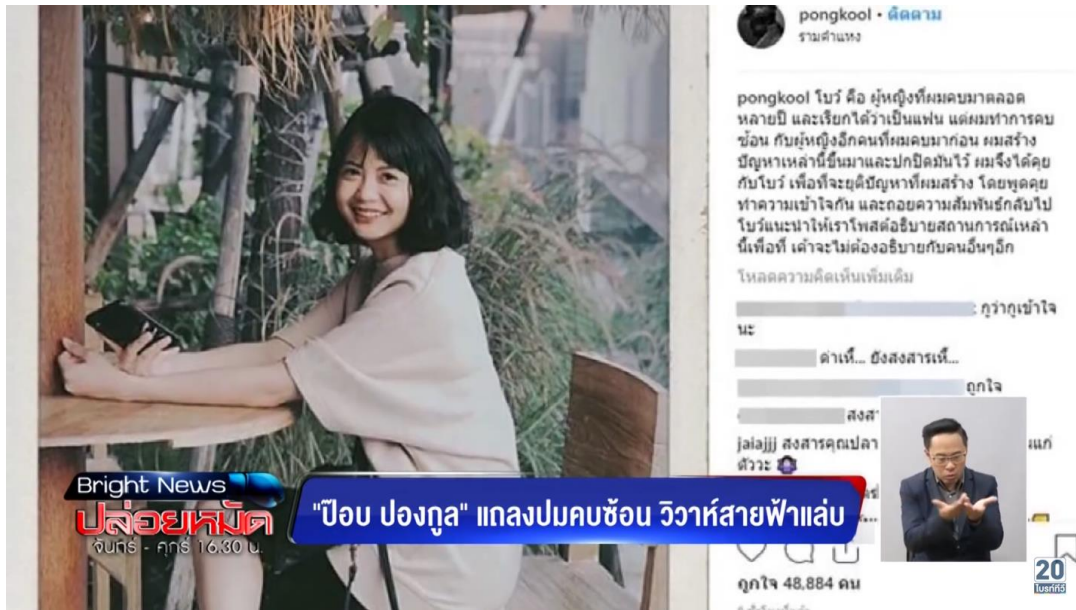 pongkool • ติดตาม
รามคำแหง
pongkool โบว์ คือ ผู้หญิงที่ผมคบมาตลอด
หลายปี และเรียกได้ว่าเป็นแฟน แต่ผมทำการคบ
ซ้อน กับผู้หญิงอีกคนที่ผมคบมาก่อน ผมสร้าง
ปัญหาเหล่านี้ขึ้นมาและปกปิดมันไว้ ผมจึงได้คุย
กับโบว์ เพื่อที่จะยุติปัญหาที่ผมสร้าง โดยพูดคุย
ทำความเข้าใจกัน และถอยความสัมพันธ์กลับไป
โบว์แนะนำให้เราโพสต์อธิบายสถานการณ์เหล่า
นี้เพื่อที่ เค้าจะไม่ต้องอธิบายกับคนอื่นๆอีก
โหลดความคิดเห็นเพิ่มเติม
: กูว่ากูเข้าใจ
นะ
ด่าเหี้... ยังสงสารเหี้...
ถูกใจ
สงส
jaiajjj สงสารคุณปลา
นแก่
ตัววะ
Bright News
ปล่อยหมัด
จันทร์ - ศุกร์ 16.30 น.
"ป๊อบ ปองกูล" แถลงปมคบซ้อน วิวาห์สายฟ้าแล่บ
ถูกใจ 48,884 คน
20
ไบรท์ทีวี